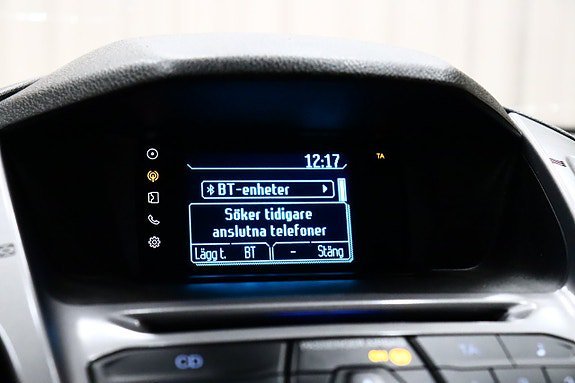 12:17
TA
BT-enheter
Söker tidigare
anslutna telefoner
Lägg t. BT - Stäng
CD
TA